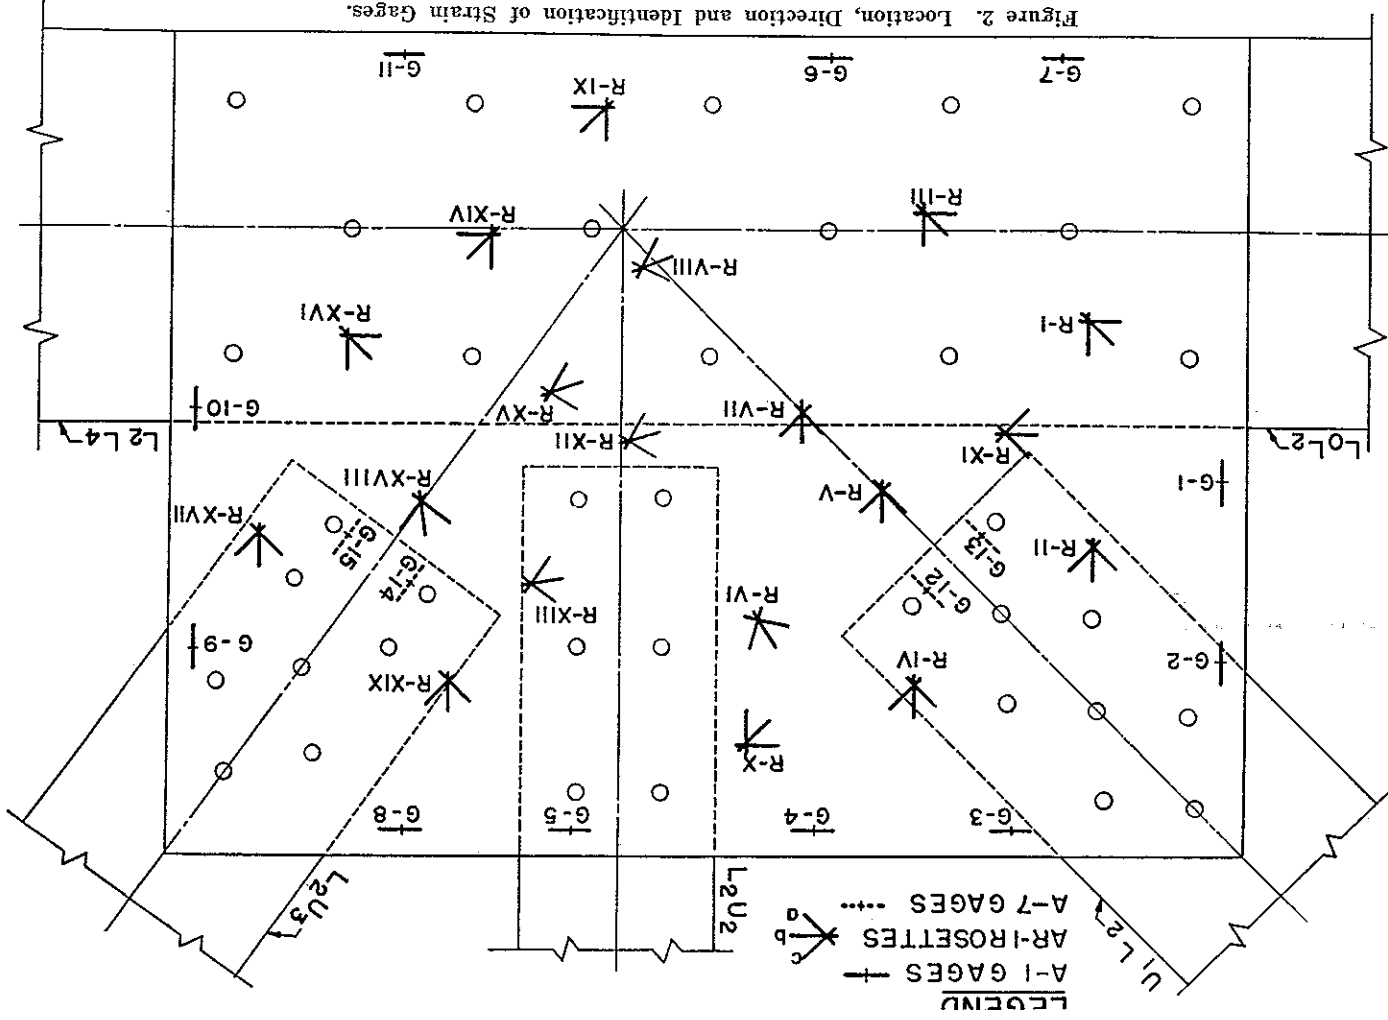 LEGEND
A-1 GAGES
AR-1 ROSETTES
c
b
a
A-7 GAGES
U₁ L₂
L₂U₂
L₂U₃
G-3
G-4
G-5
G-8
R-X
R-IV
R-XIX
G-2
G-9
R-VI
R-XIII
G-12
G-14
R-II
G-13
G-15
R-XVII
G-1
R-V
R-XVIII
L₀L₂
R-XI
R-XII
L₂L₄
R-VII
R-XV
G-10
R-I
R-XVI
R-VIII
R-III
R-XIV
R-IX
G-7
G-6
G-11
Figure 2. Location, Direction and Identification of Strain Gages.